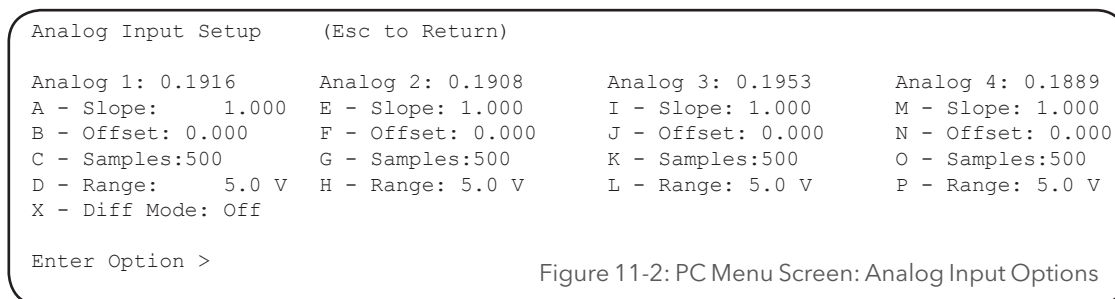 Analog Input Setup (Esc to Return)
Analog 1: 0.1916 Analog 2: 0.1908 Analog 3: 0.1953 Analog 4: 0.1889
A - Slope: 1.000 E - Slope: 1.000 I - Slope: 1.000 M - Slope: 1.000
B - Offset: 0.000 F - Offset: 0.000 J - Offset: 0.000 N - Offset: 0.000
C - Samples:500 G - Samples:500 K - Samples:500 O - Samples:500
D - Range: 5.0 V H - Range: 5.0 V L - Range: 5.0 V P - Range: 5.0 V
X - Diff Mode: Off
Enter Option >
Figure 11-2: PC Menu Screen: Analog Input Options